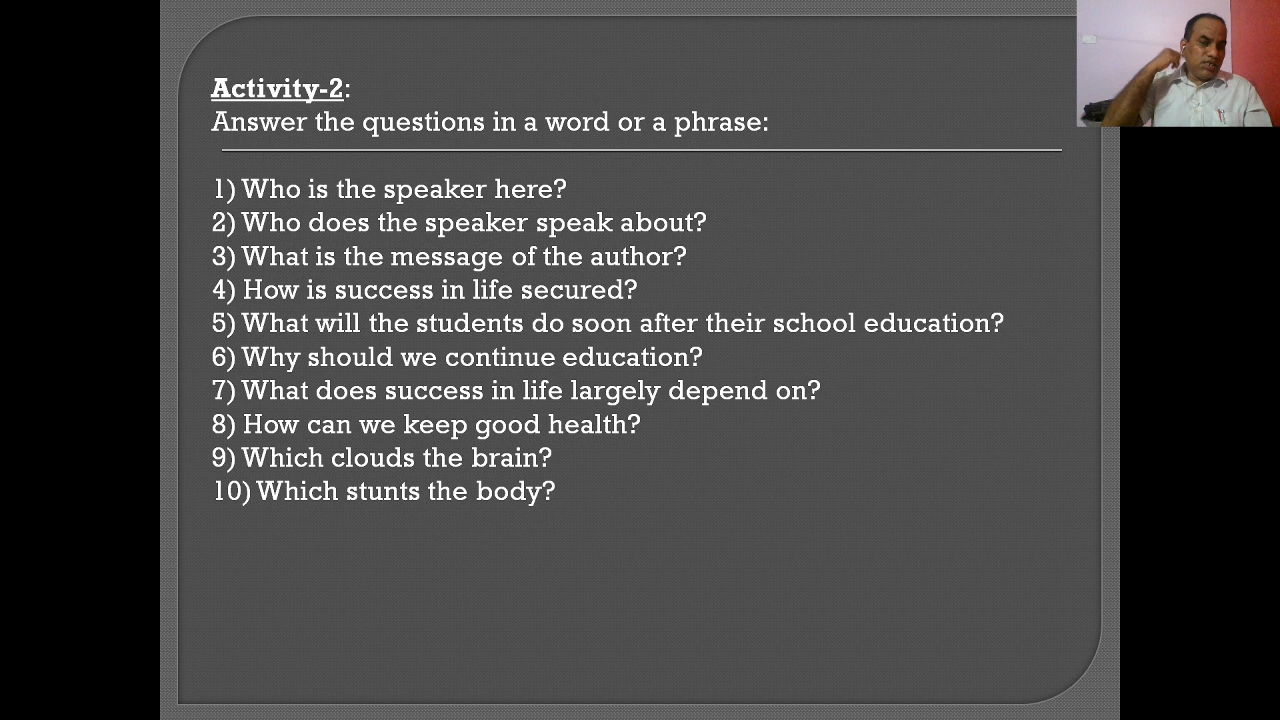 Activity-2:
Answer the questions in a word or a phrase:
1) Who is the speaker here?
2) Who does the speaker speak about?
3) What is the message of the author?
4) How is success in life secured?
5) What will the students do soon after their school education?
6) Why should we continue education?
7) What does success in life largely depend on?
8) How can we keep good health?
9) Which clouds the brain?
10) Which stunts the body?